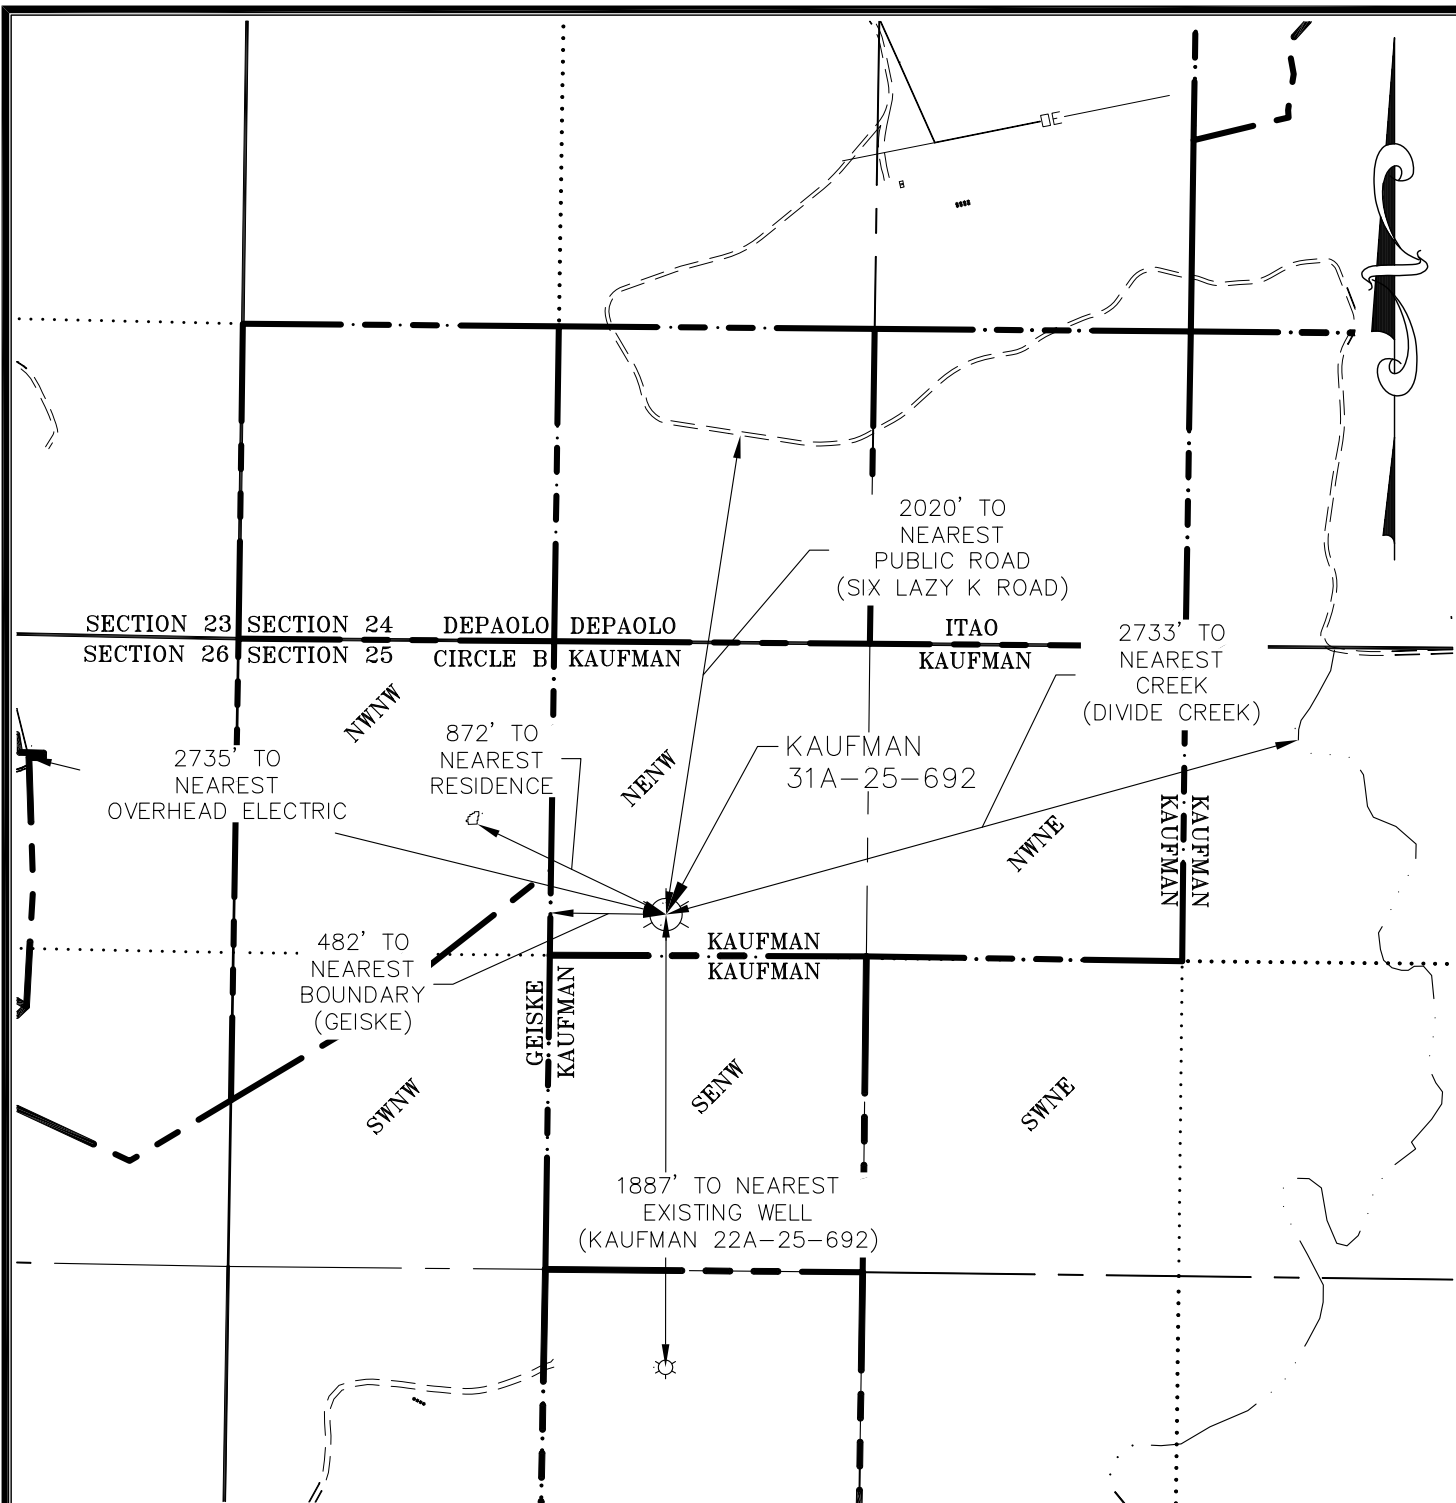 E
2020' TO
NEAREST
PUBLIC ROAD
(SIX LAZY K ROAD)
SECTION 23
SECTION 24
DEPAOLO
DEPAOLO
ITAO
SECTION 26
SECTION 25
CIRCLE B
KAUFMAN
KAUFMAN
2733' TO
NEAREST
CREEK
(DIVIDE CREEK)
NWNW
872' TO
NEAREST
RESIDENCE
NENW
KAUFMAN
31A-25-692
2735' TO
NEAREST
OVERHEAD ELECTRIC
NWNE
KAUFMAN
KAUFMAN
482' TO
NEAREST
BOUNDARY
(GEISKE)
KAUFMAN
KAUFMAN
GEISKE
KAUFMAN
SWNW
SENW
SWNE
1887' TO NEAREST
EXISTING WELL
(KAUFMAN 22A-25-692)